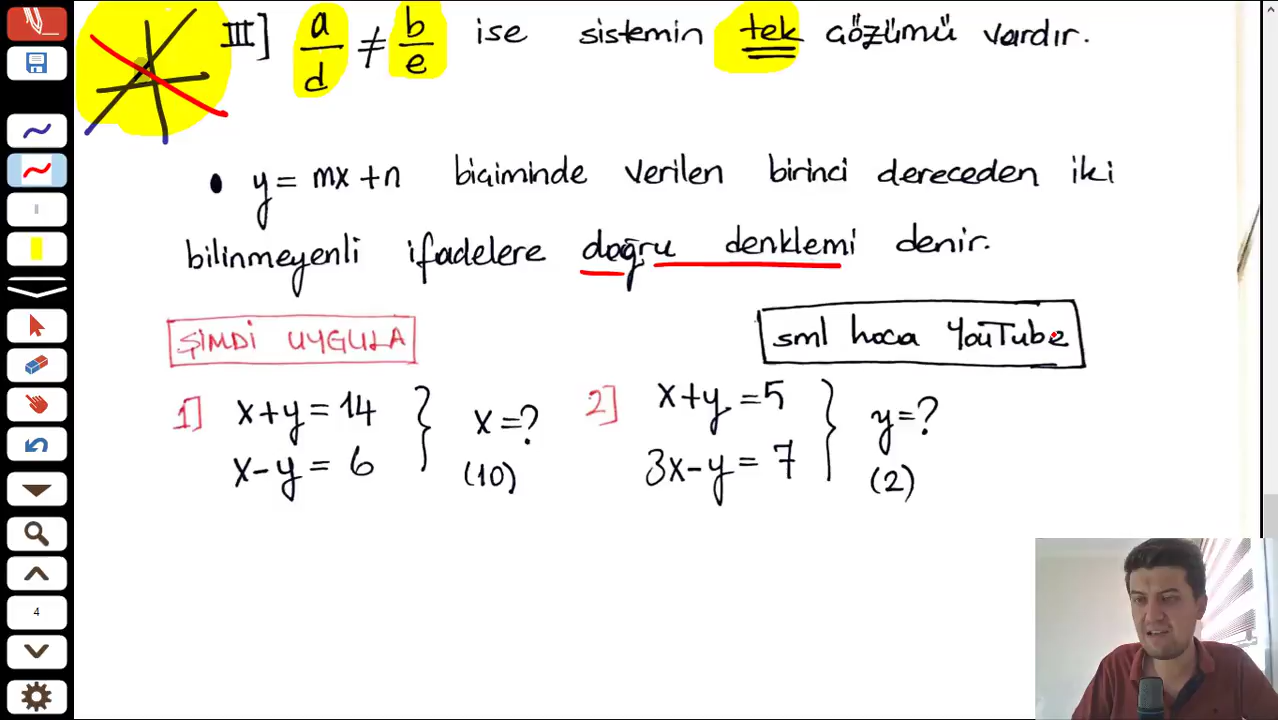 III] a/d ≠ b/e ise sistemin tek çözümü vardır.
• y = mx + n biçiminde verilen birinci dereceden iki
bilinmeyenli ifadelere doğru denklemi denir.
ŞİMDİ UYGULA
sml hoca YouTube
1] x + y = 14
x - y = 6
x = ?
(10)
2] x + y = 5
3x - y = 7
y = ?
(2)
4